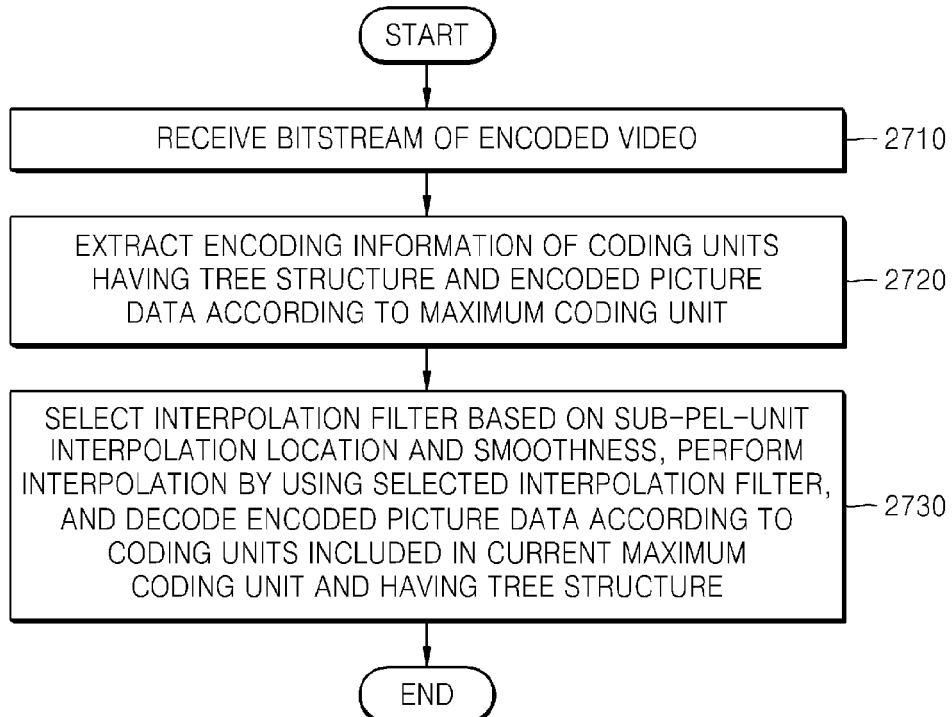 START
RECEIVE BITSTREAM OF ENCODED VIDEO
2710
EXTRACT ENCODING INFORMATION OF CODING UNITS
HAVING TREE STRUCTURE AND ENCODED PICTURE
DATA ACCORDING TO MAXIMUM CODING UNIT
2720
SELECT INTERPOLATION FILTER BASED ON SUB-PEL-UNIT
INTERPOLATION LOCATION AND SMOOTHNESS, PERFORM
INTERPOLATION BY USING SELECTED INTERPOLATION FILTER,
AND DECODE ENCODED PICTURE DATA ACCORDING TO
CODING UNITS INCLUDED IN CURRENT MAXIMUM
CODING UNIT AND HAVING TREE STRUCTURE
2730
END